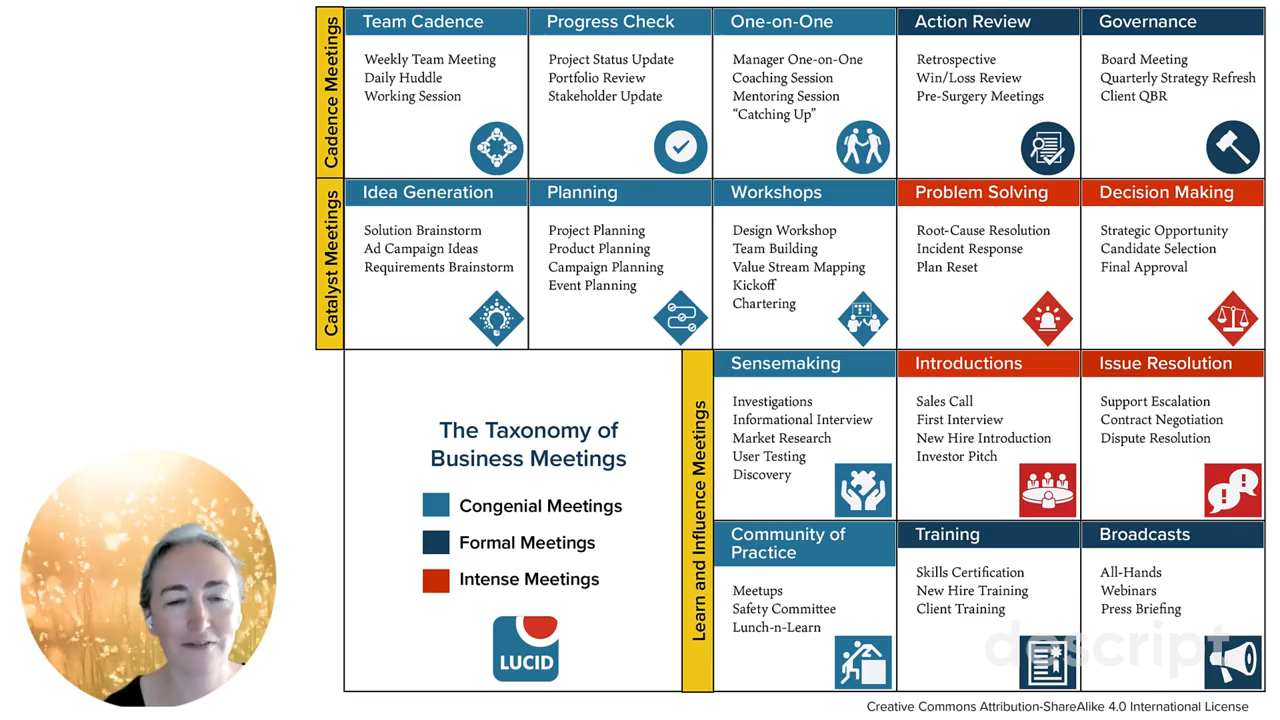 Cadence Meetings
Team Cadence
Weekly Team Meeting
Daily Huddle
Working Session
Progress Check
Project Status Update
Portfolio Review
Stakeholder Update
One-on-One
Manager One-on-One
Coaching Session
Mentoring Session
“Catching Up”
Action Review
Retrospective
Win/Loss Review
Pre-Surgery Meetings
Governance
Board Meeting
Quarterly Strategy Refresh
Client QBR
Catalyst Meetings
Idea Generation
Solution Brainstorm
Ad Campaign Ideas
Requirements Brainstorm
Planning
Project Planning
Product Planning
Campaign Planning
Event Planning
Workshops
Design Workshop
Team Building
Value Stream Mapping
Kickoff
Chartering
Problem Solving
Root-Cause Resolution
Incident Response
Plan Reset
Decision Making
Strategic Opportunity
Candidate Selection
Final Approval
The Taxonomy of
Business Meetings
Congenial Meetings
Formal Meetings
Intense Meetings
LUCID
Learn and Influence Meetings
Sensemaking
Investigations
Informational Interview
Market Research
User Testing
Discovery
Introductions
Sales Call
First Interview
New Hire Introduction
Investor Pitch
Issue Resolution
Support Escalation
Contract Negotiation
Dispute Resolution
Community of
Practice
Meetups
Safety Committee
Lunch-n-Learn
Training
Skills Certification
New Hire Training
Client Training
Broadcasts
All-Hands
Webinars
Press Briefing
descript
Creative Commons Attribution-ShareAlike 4.0 International License